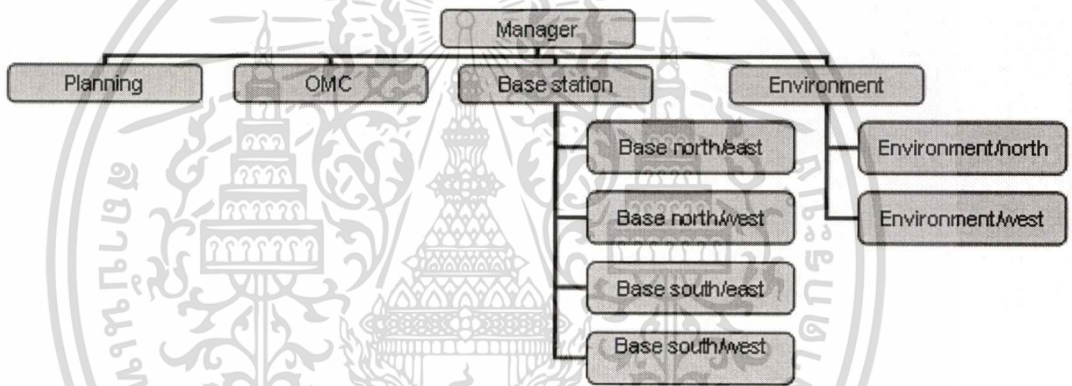 Manager
Planning
OMC
Base station
Environment
Base north/east
Base north/west
Base south/east
Base south/west
Environment/north
Environment/west